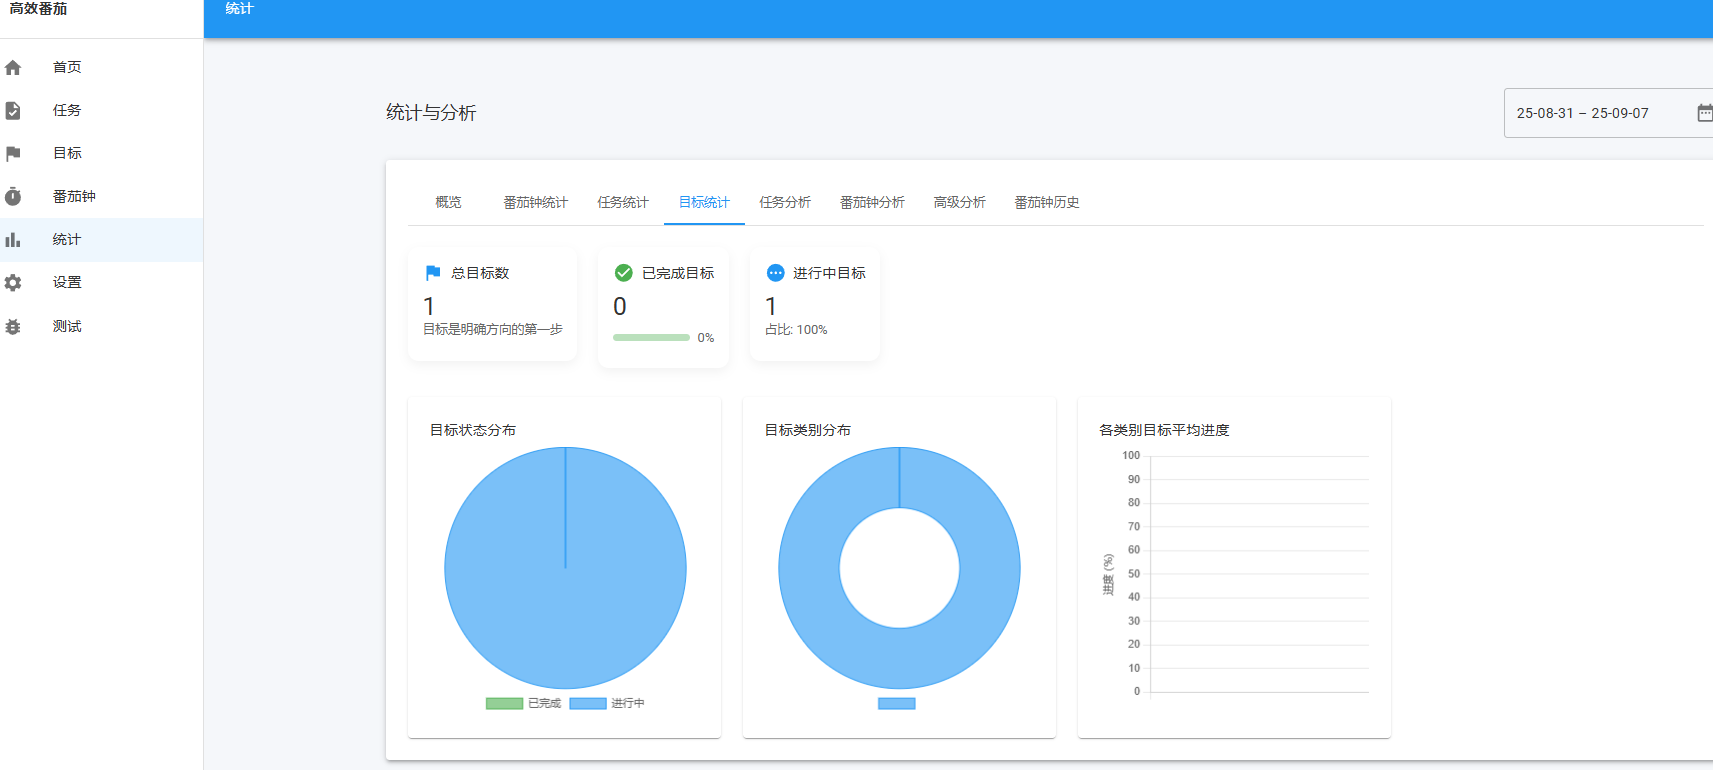 高效番茄
统计
首页
任务
目标
番茄钟
统计
设置
测试
统计与分析
25-08-31 – 25-09-07
概览 番茄钟统计 任务统计 目标统计 任务分析 番茄钟分析 高级分析 番茄钟历史
总目标数
1
目标是明确方向的第一步
已完成目标
0
0%
进行中目标
1
占比: 100%
目标状态分布
已完成 进行中
目标类别分布
各类别目标平均进度
进度 (%)
100
90
80
70
60
50
40
30
20
10
0